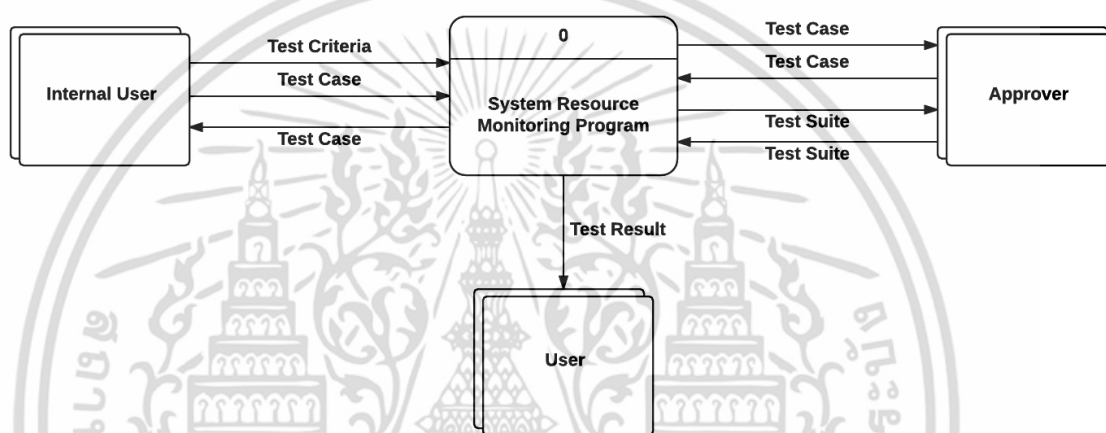 0
Test Case
Test Criteria
Test Case
Test Case
Internal User
System Resource
Monitoring Program
Approver
Test Case
Test Suite
Test Suite
Test Result
User